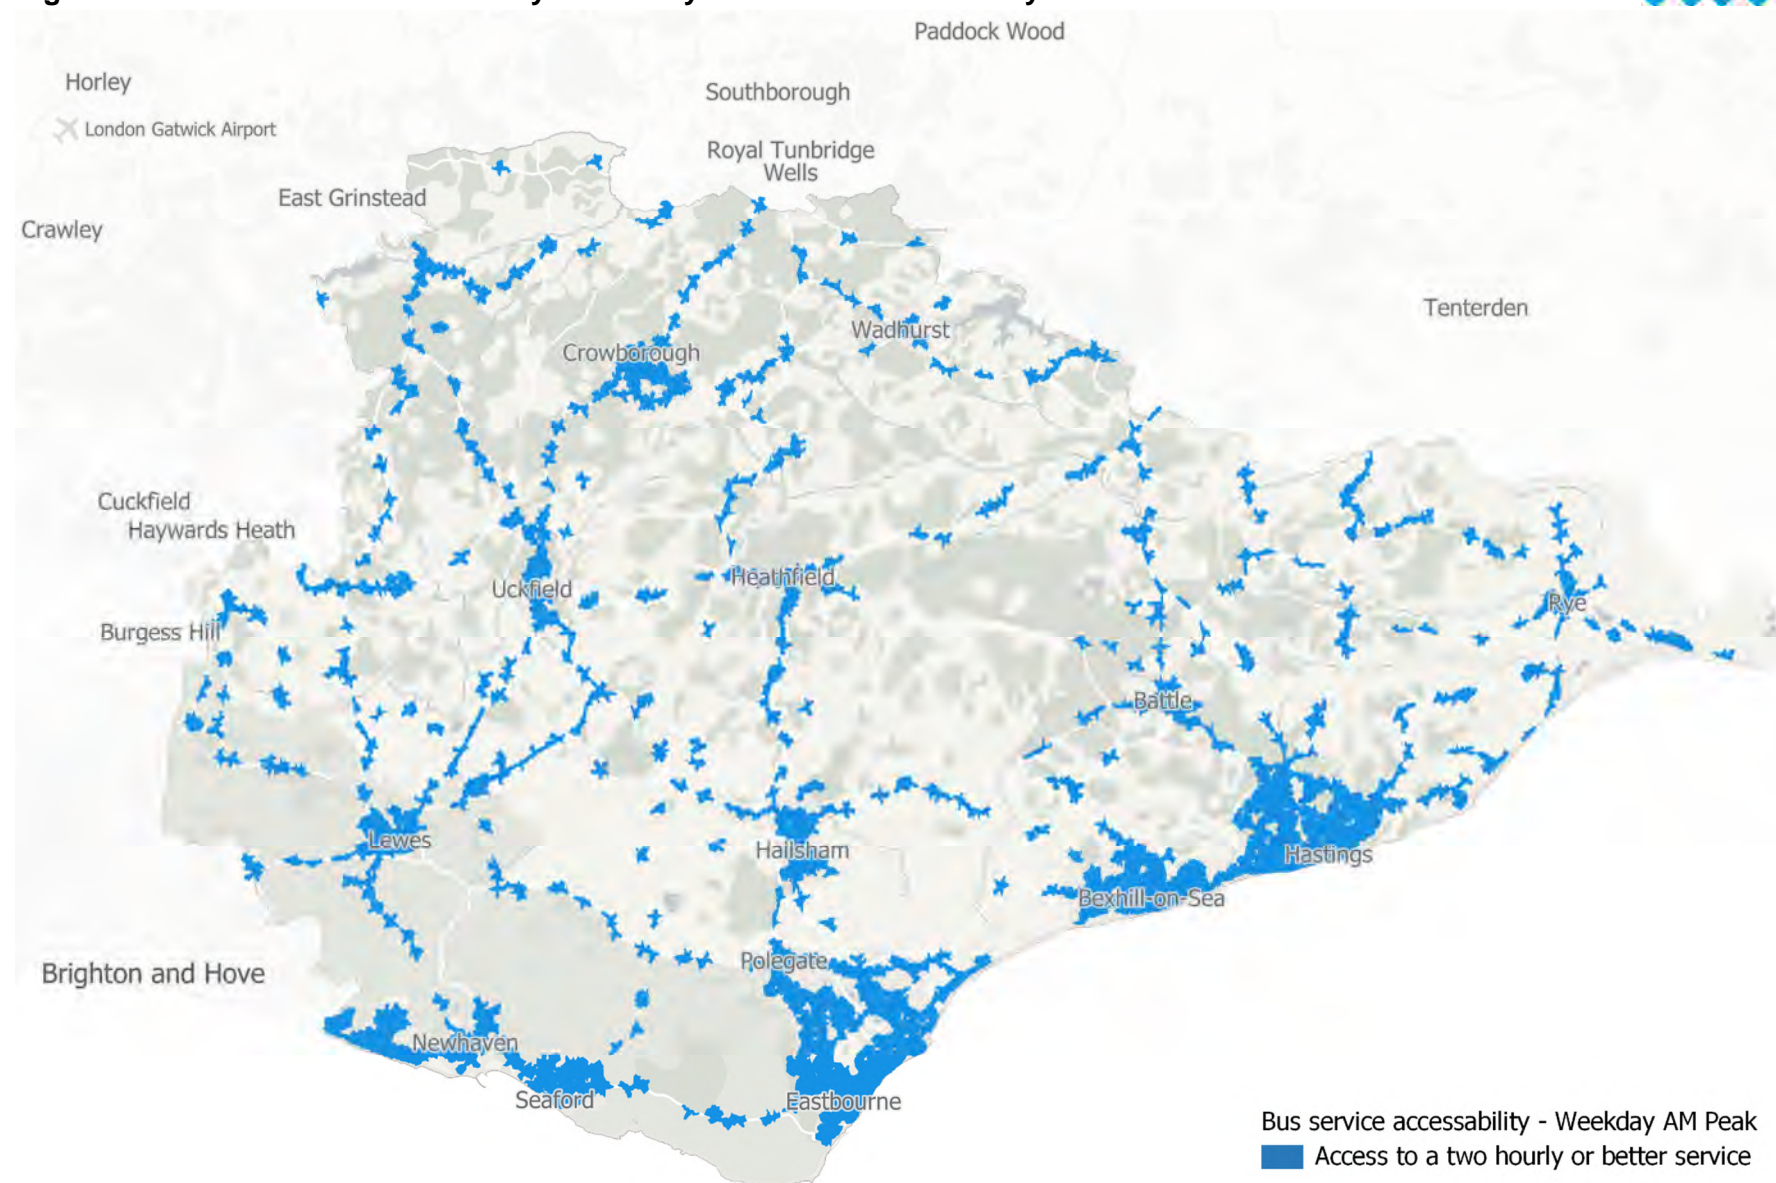 Paddock Wood
Horley
Southborough
London Gatwick Airport
Royal Tunbridge
Wells
East Grinstead
Crawley
Tenterden
Wadhurst
Crowborough
Cuckfield
Haywards Heath
Heathfield
Uckfield
Rye
Burgess Hill
Battle
Lewes
Hailsham
Hastings
Bexhill-on-Sea
Polegate
Brighton and Hove
Newhaven
Seaford
Eastbourne
Bus service accessability - Weekday AM Peak
Access to a two hourly or better service